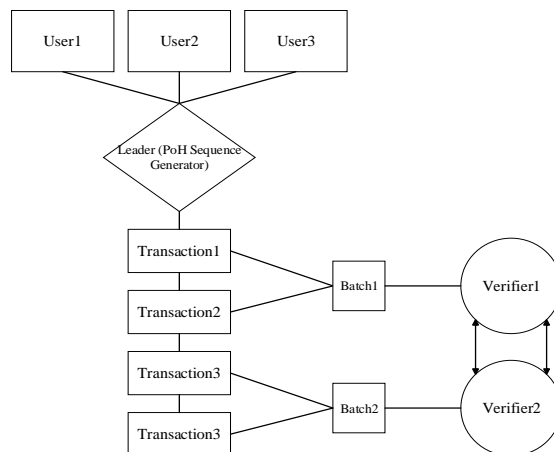 User1
User2
User3
Leader (PoH Sequence
Generator)
Transaction1
Batch1
Verifier1
Transaction2
Transaction3
Batch2
Verifier2
Transaction3